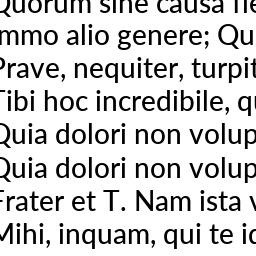 Quorum sine causa fie
mmo alio genere; Qu
Prave, nequiter, turpit
Tibi hoc incredibile, qu
Quia dolori non volup
Quia dolori non volup
Frater et T. Nam ista v
Mihi, inquam, qui te id